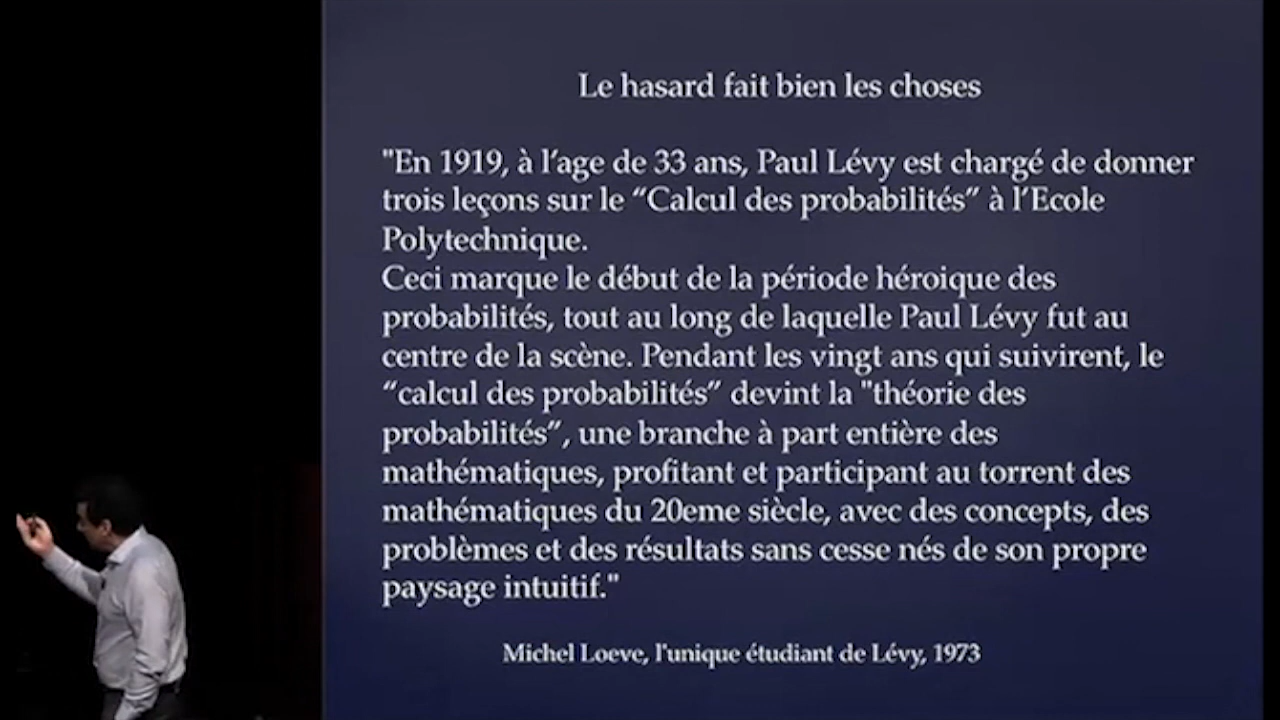 Le hasard fait bien les choses
"En 1919, à l’age de 33 ans, Paul Lévy est chargé de donner
trois leçons sur le “Calcul des probabilités” à l’Ecole
Polytechnique.
Ceci marque le début de la période héroique des
probabilités, tout au long de laquelle Paul Lévy fut au
centre de la scène. Pendant les vingt ans qui suivirent, le
“calcul des probabilités” devint la "théorie des
probabilités”, une branche à part entière des
mathématiques, profitant et participant au torrent des
mathématiques du 20eme siècle, avec des concepts, des
problèmes et des résultats sans cesse nés de son propre
paysage intuitif."
Michel Loeve, l'unique étudiant de Lévy, 1973